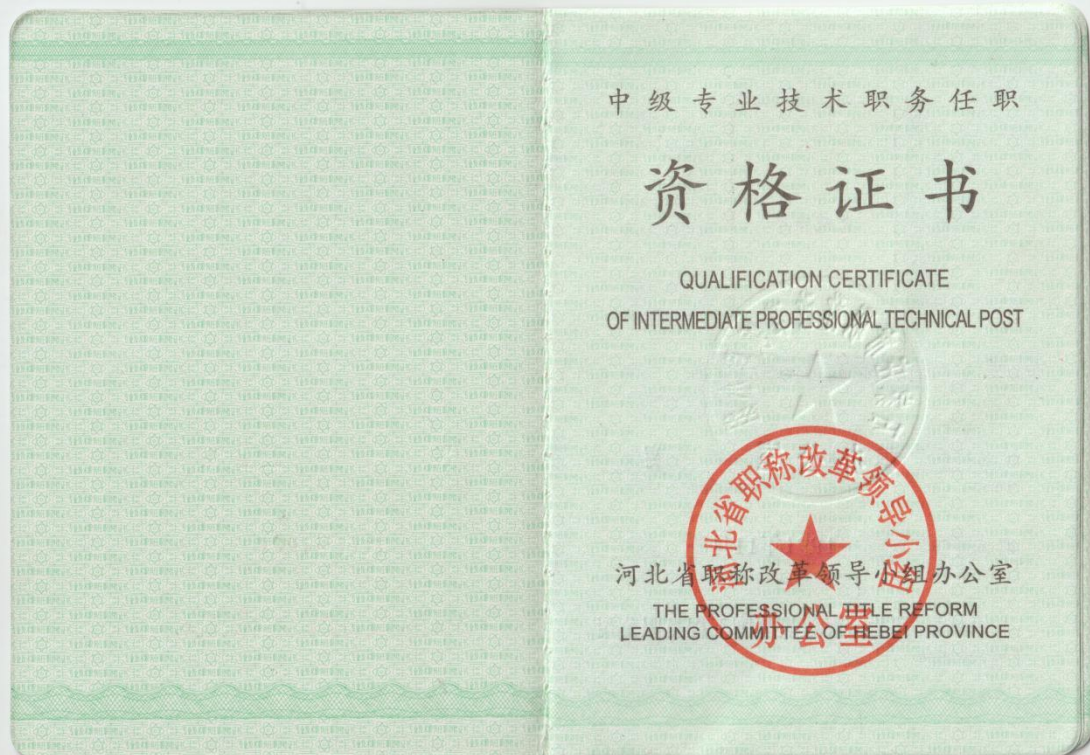 中级专业技术职务任职
资格证书
QUALIFICATION CERTIFICATE
OF INTERMEDIATE PROFESSIONAL TECHNICAL POST
河北省职称改革领导小组
办公室
河北省职称改革领导小组办公室
THE PROFESSIONAL TITLE REFORM
LEADING COMMITTEE OF HEBEI PROVINCE